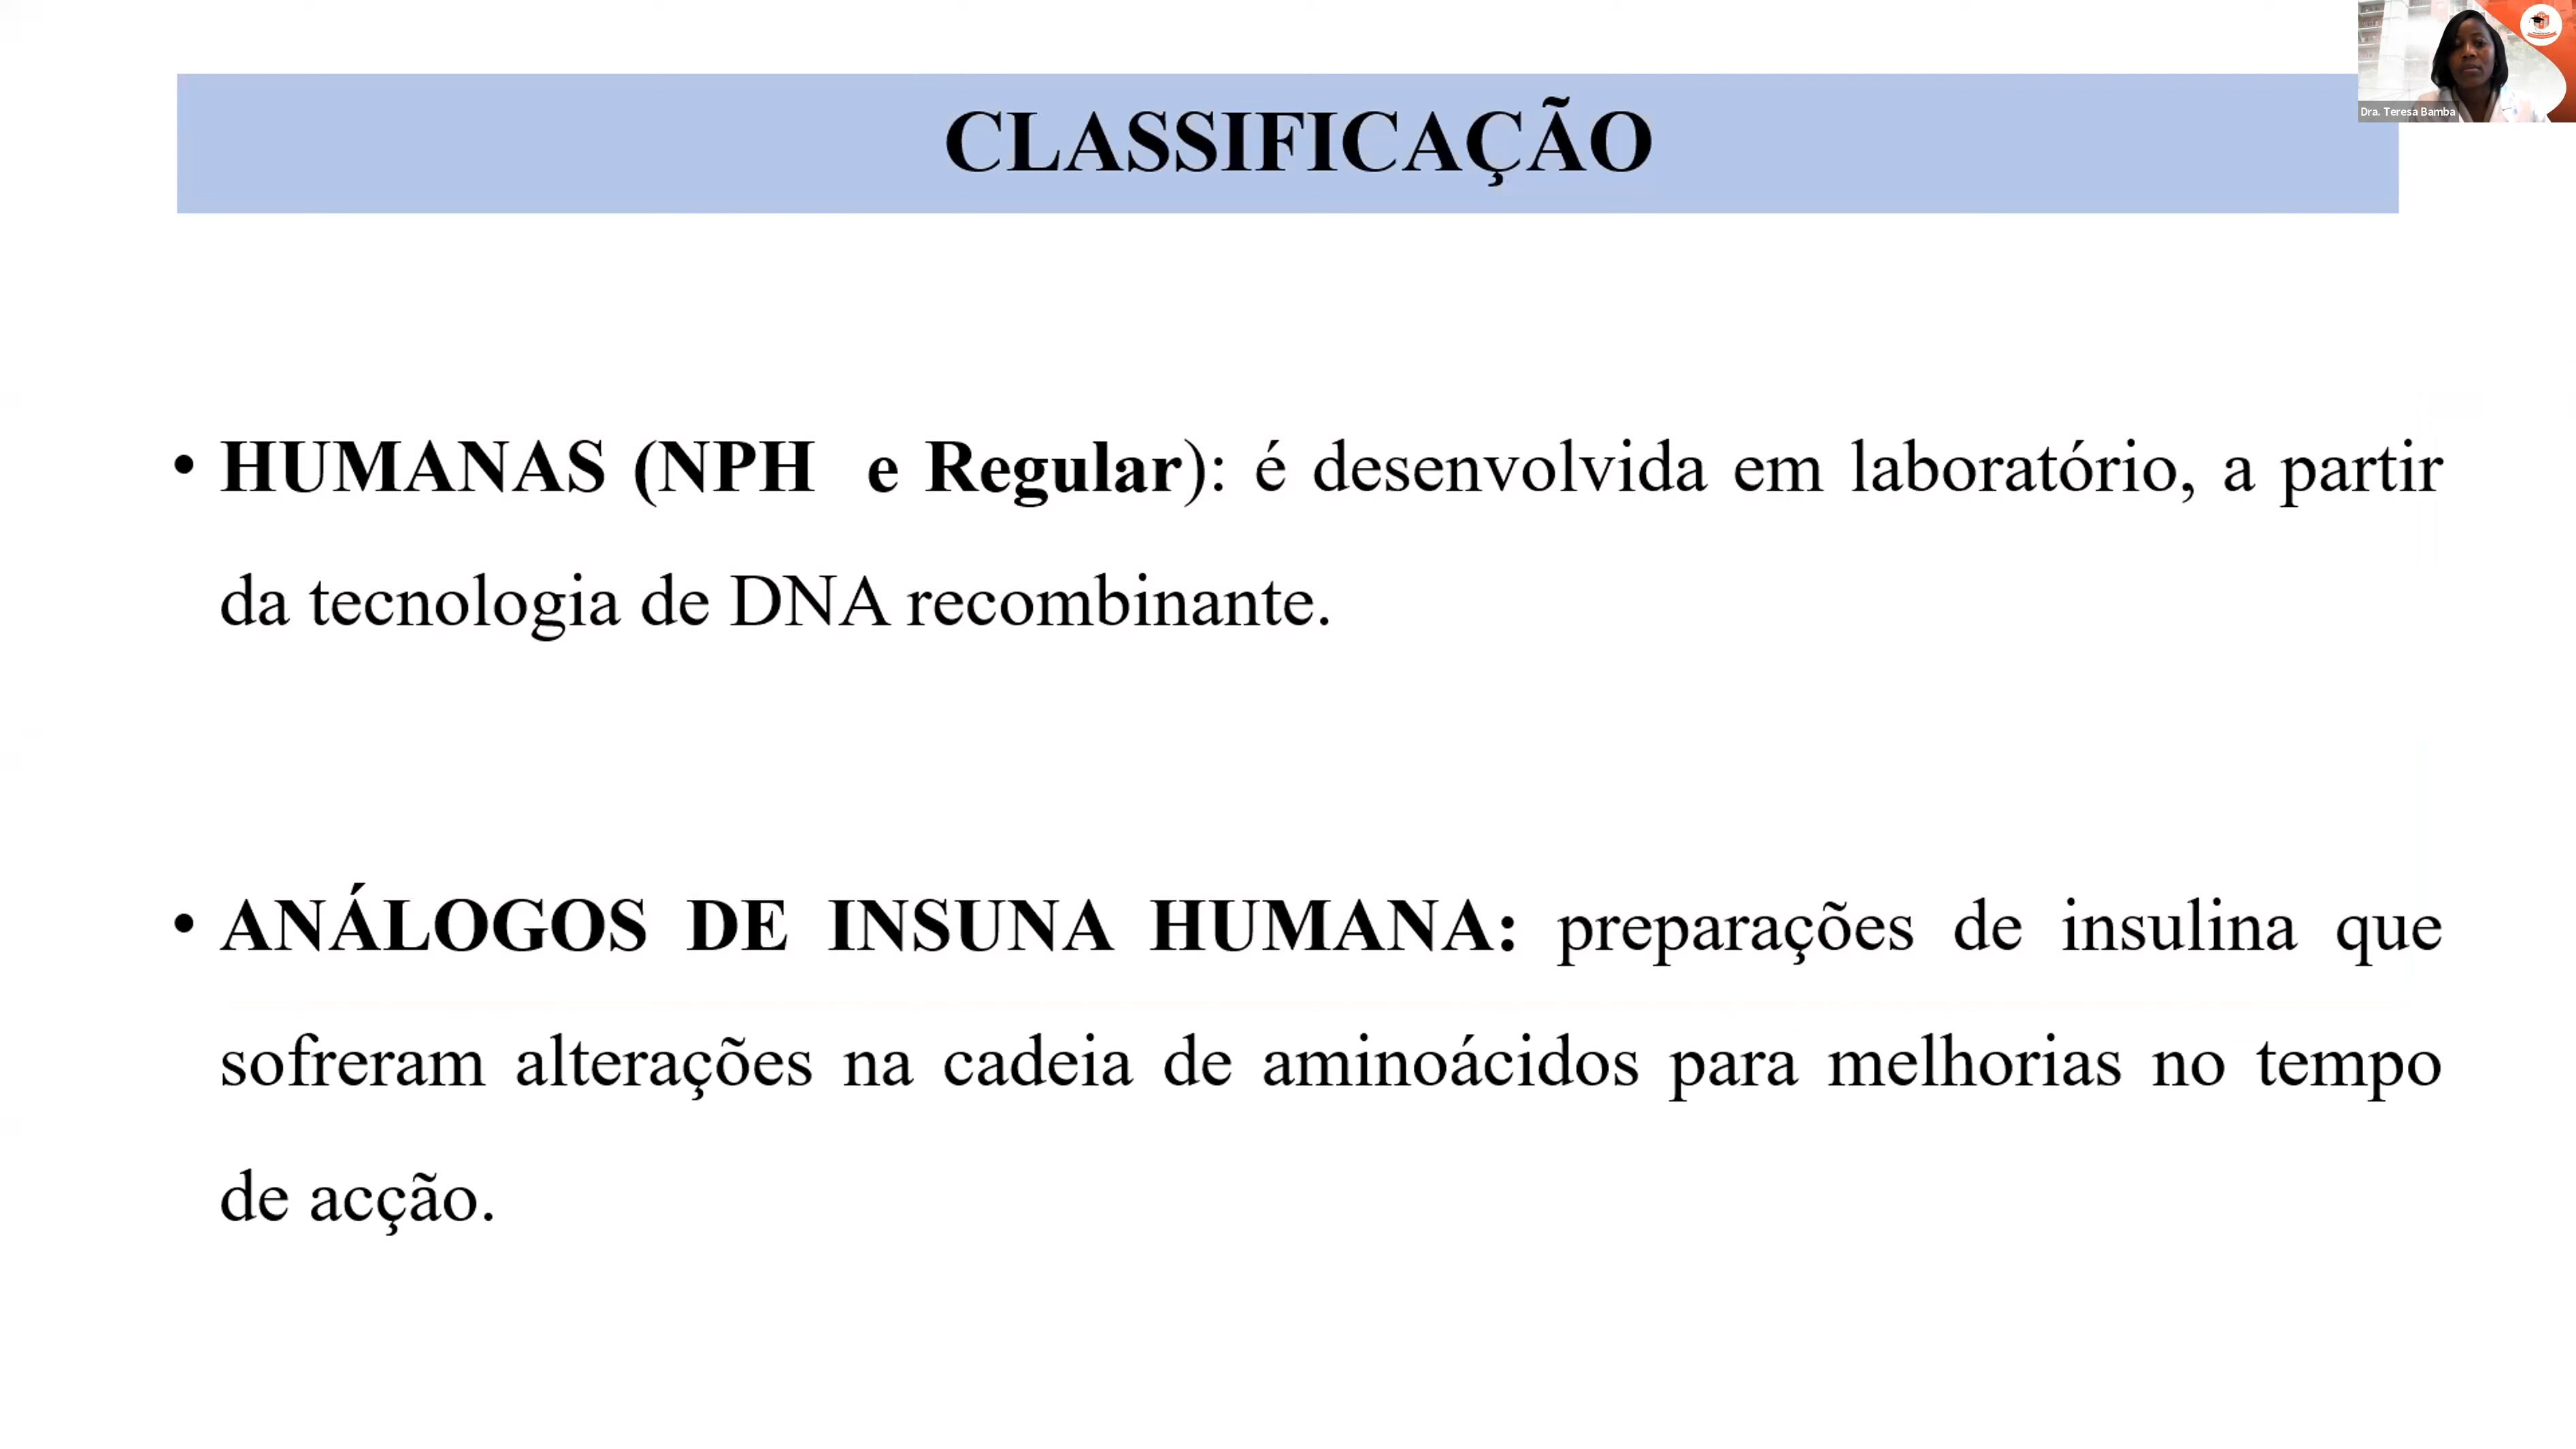 Dra. Teresa Bamba
CLASSIFICAÇÃO
• HUMANAS (NPH e Regular): é desenvolvida em laboratório, a partir
da tecnologia de DNA recombinante.
• ANÁLOGOS DE INSUNA HUMANA: preparações de insulina que
sofreram alterações na cadeia de aminoácidos para melhorias no tempo
de acção.